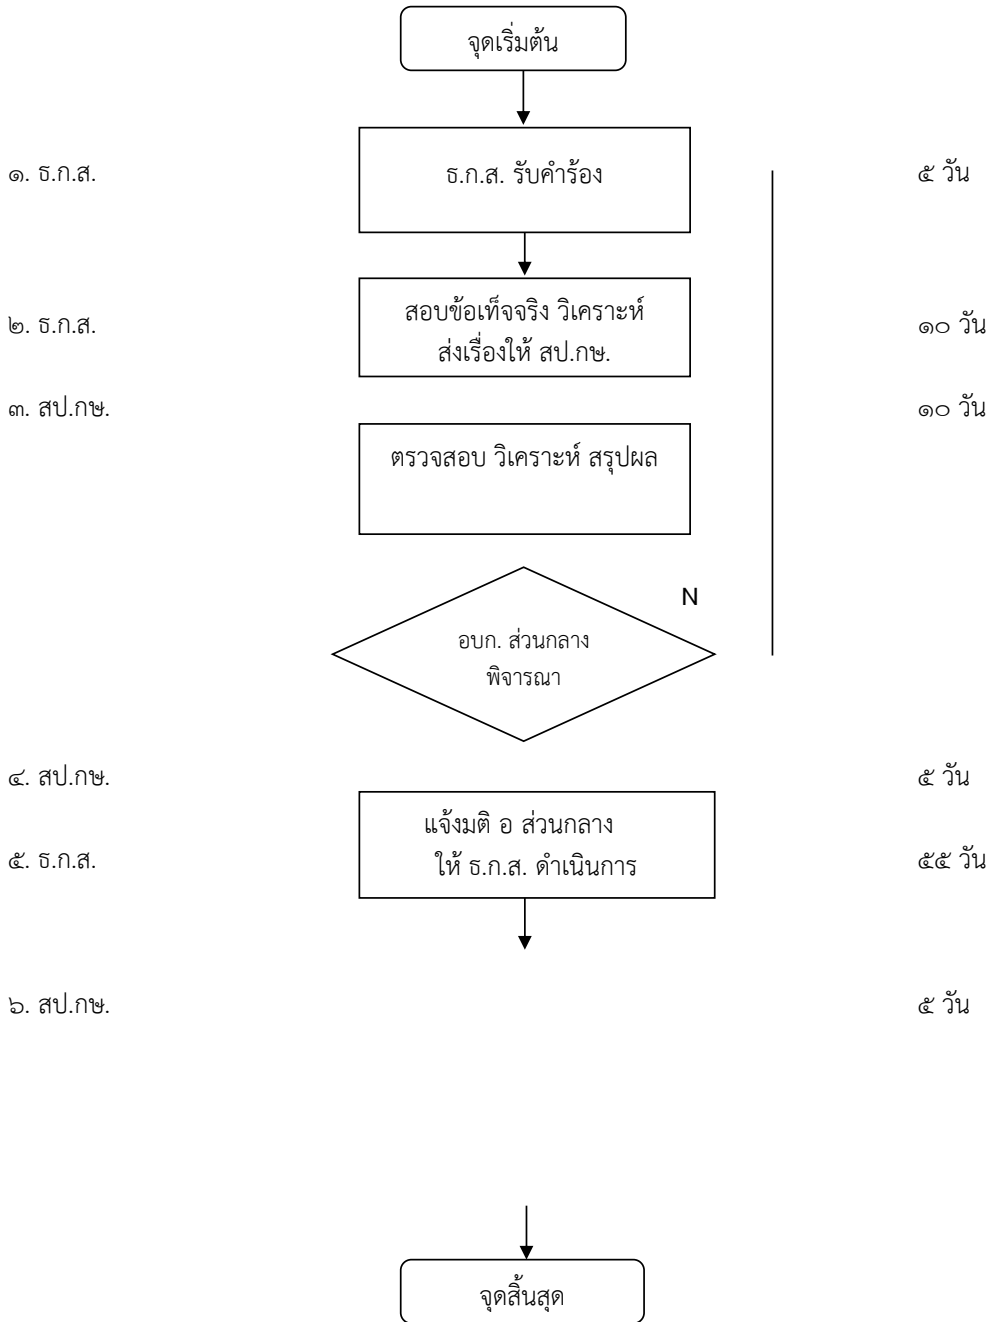 จุดเริ่มต้น
๑. ธ.ก.ส. ธ.ก.ส. รับคำร้อง ๕ วัน
สอบข้อเท็จจริง วิเคราะห์
๒. ธ.ก.ส. ๑๐ วัน
ส่งเรื่องให้ สป.กษ.
๓. สป.กษ. ๑๐ วัน
ตรวจสอบ วิเคราะห์ สรุปผล
N
อบก. ส่วนกลาง
พิจารณา
๔. สป.กษ. ๕ วัน
แจ้งมติ อ ส่วนกลาง
๕. ธ.ก.ส. ให้ ธ.ก.ส. ดำเนินการ ๕๕ วัน
๖. สป.กษ. ๕ วัน
จุดสิ้นสุด